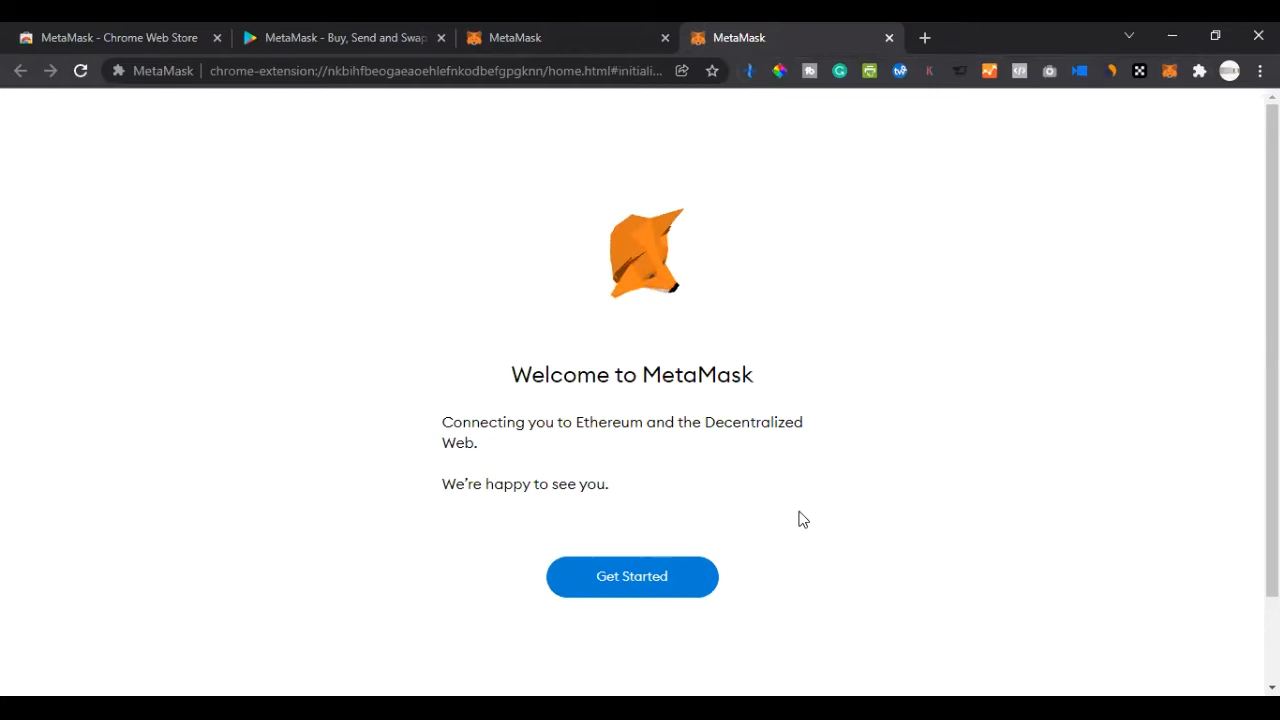 MetaMask - Chrome Web Store
MetaMask - Buy, Send and Swap
MetaMask
MetaMask
MetaMask
chrome-extension://nkbihfbeogaeaoehlefnkodbefgpgknn/home.html#initiali...
Welcome to MetaMask
Connecting you to Ethereum and the Decentralized
Web.
We're happy to see you.
Get Started